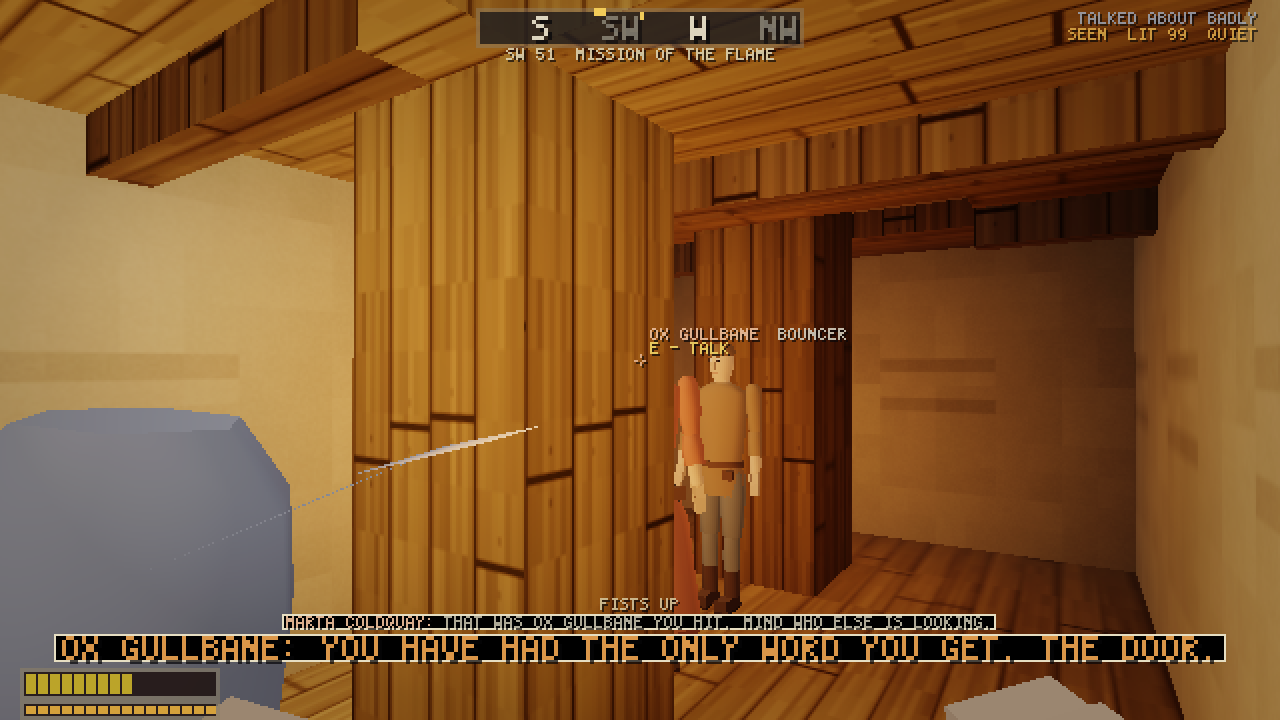 S SW W NW
SW 51 MISSION OF THE FLAME
TALKED ABOUT BADLY
SEEN LIT 99 QUIET
OX GULLBANE BOUNCER
E - TALK
FISTS UP
MARTA COLDQUAY: THAT WAS OX GULLBANE YOU HIT. MIND WHO ELSE IS LOOKING.
OX GULLBANE: YOU HAVE HAD THE ONLY WORD YOU GET. THE DOOR.